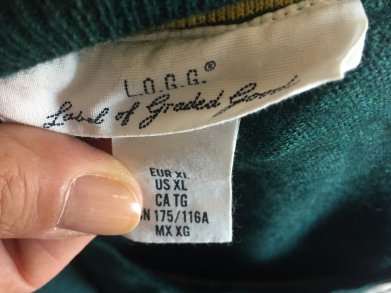 L.O.G.G.®
Label of Graded Goods
EUR XL
US XL
CA TG
N 175/116A
MX XG